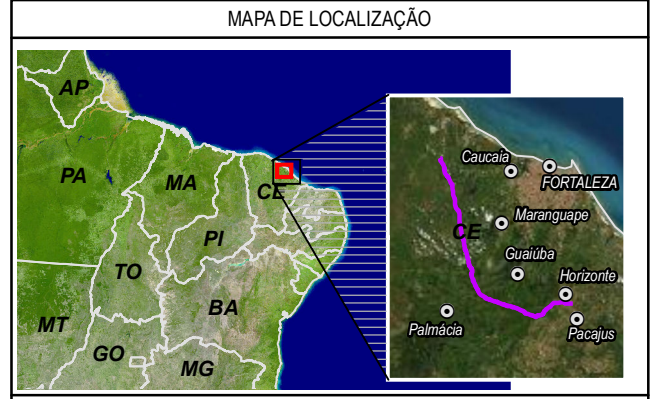 MAPA DE LOCALIZAÇÃO
AP
PA
MA
CE
PI
TO
BA
MT
GO
MG
Caucaia
FORTALEZA
Maranguape
CE
Guaiúba
Horizonte
Palmácia
Pacajus